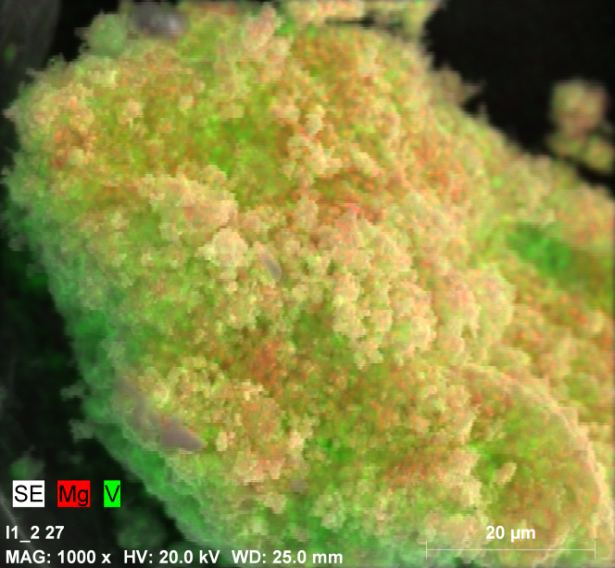 SE Mg V
I1_2 27
20 µm
MAG: 1000 x HV: 20.0 kV WD: 25.0 mm